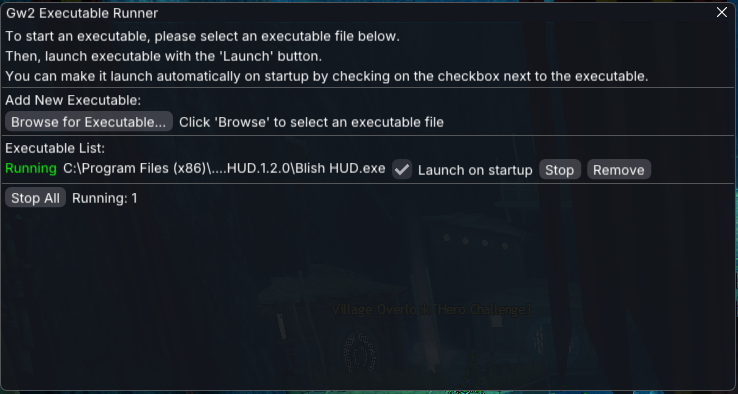 Gw2 Executable Runner
To start an executable, please select an executable file below.
Then, launch executable with the 'Launch' button.
You can make it launch automatically on startup by checking on the checkbox next to the executable.
Add New Executable:
Browse for Executable... Click 'Browse' to select an executable file
Executable List:
Running C:\Program Files (x86)\....HUD.1.2.0\Blish HUD.exe Launch on startup Stop Remove
Stop All Running: 1
Village Overlook [Hero Challenge]